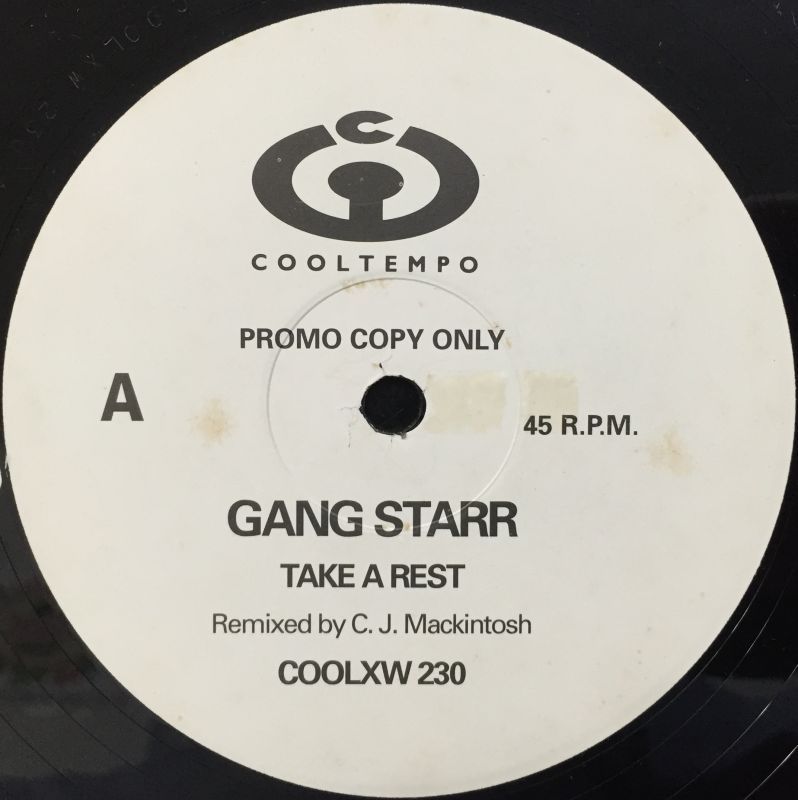 C
COOLTEMPO
PROMO COPY ONLY
A
45 R.P.M.
GANG STARR
TAKE A REST
Remixed by C. J. Mackintosh
COOLXW 230